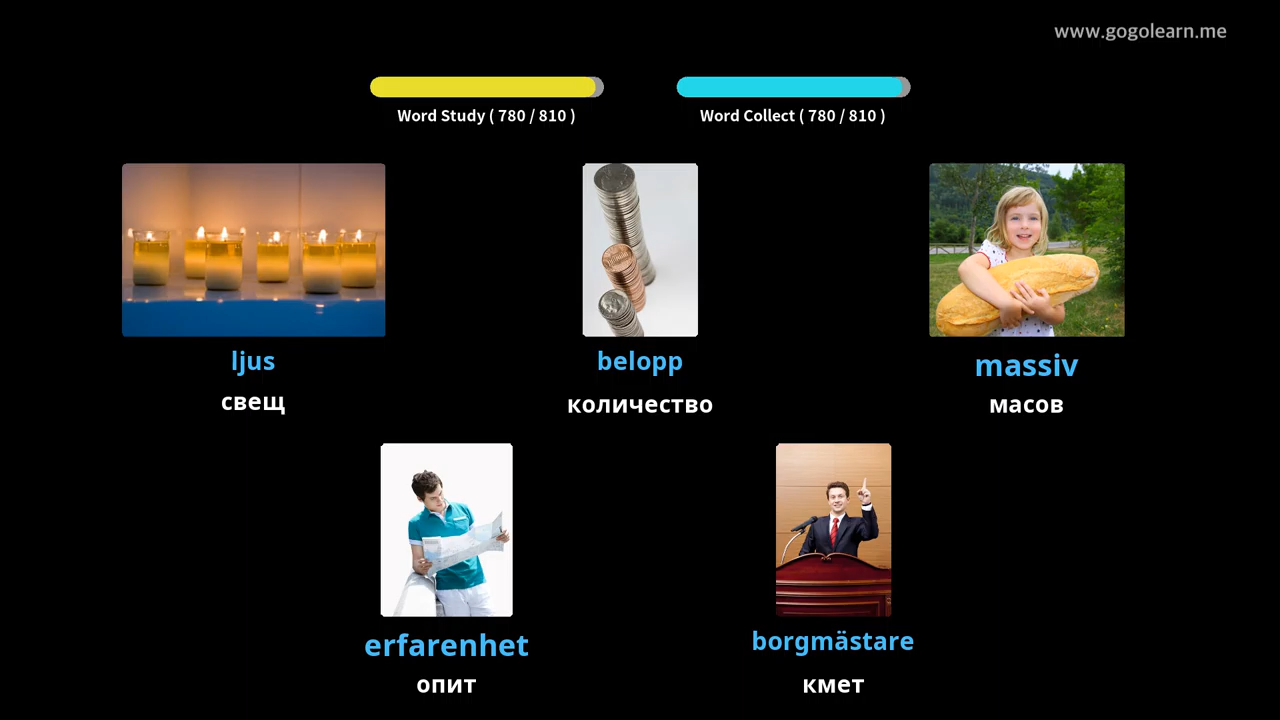 www.gogolearn.me
Word Study ( 780 / 810 )
Word Collect ( 780 / 810 )
ljus
свещ
belopp
количество
massiv
масов
erfarenhet
опит
borgmästare
кмет